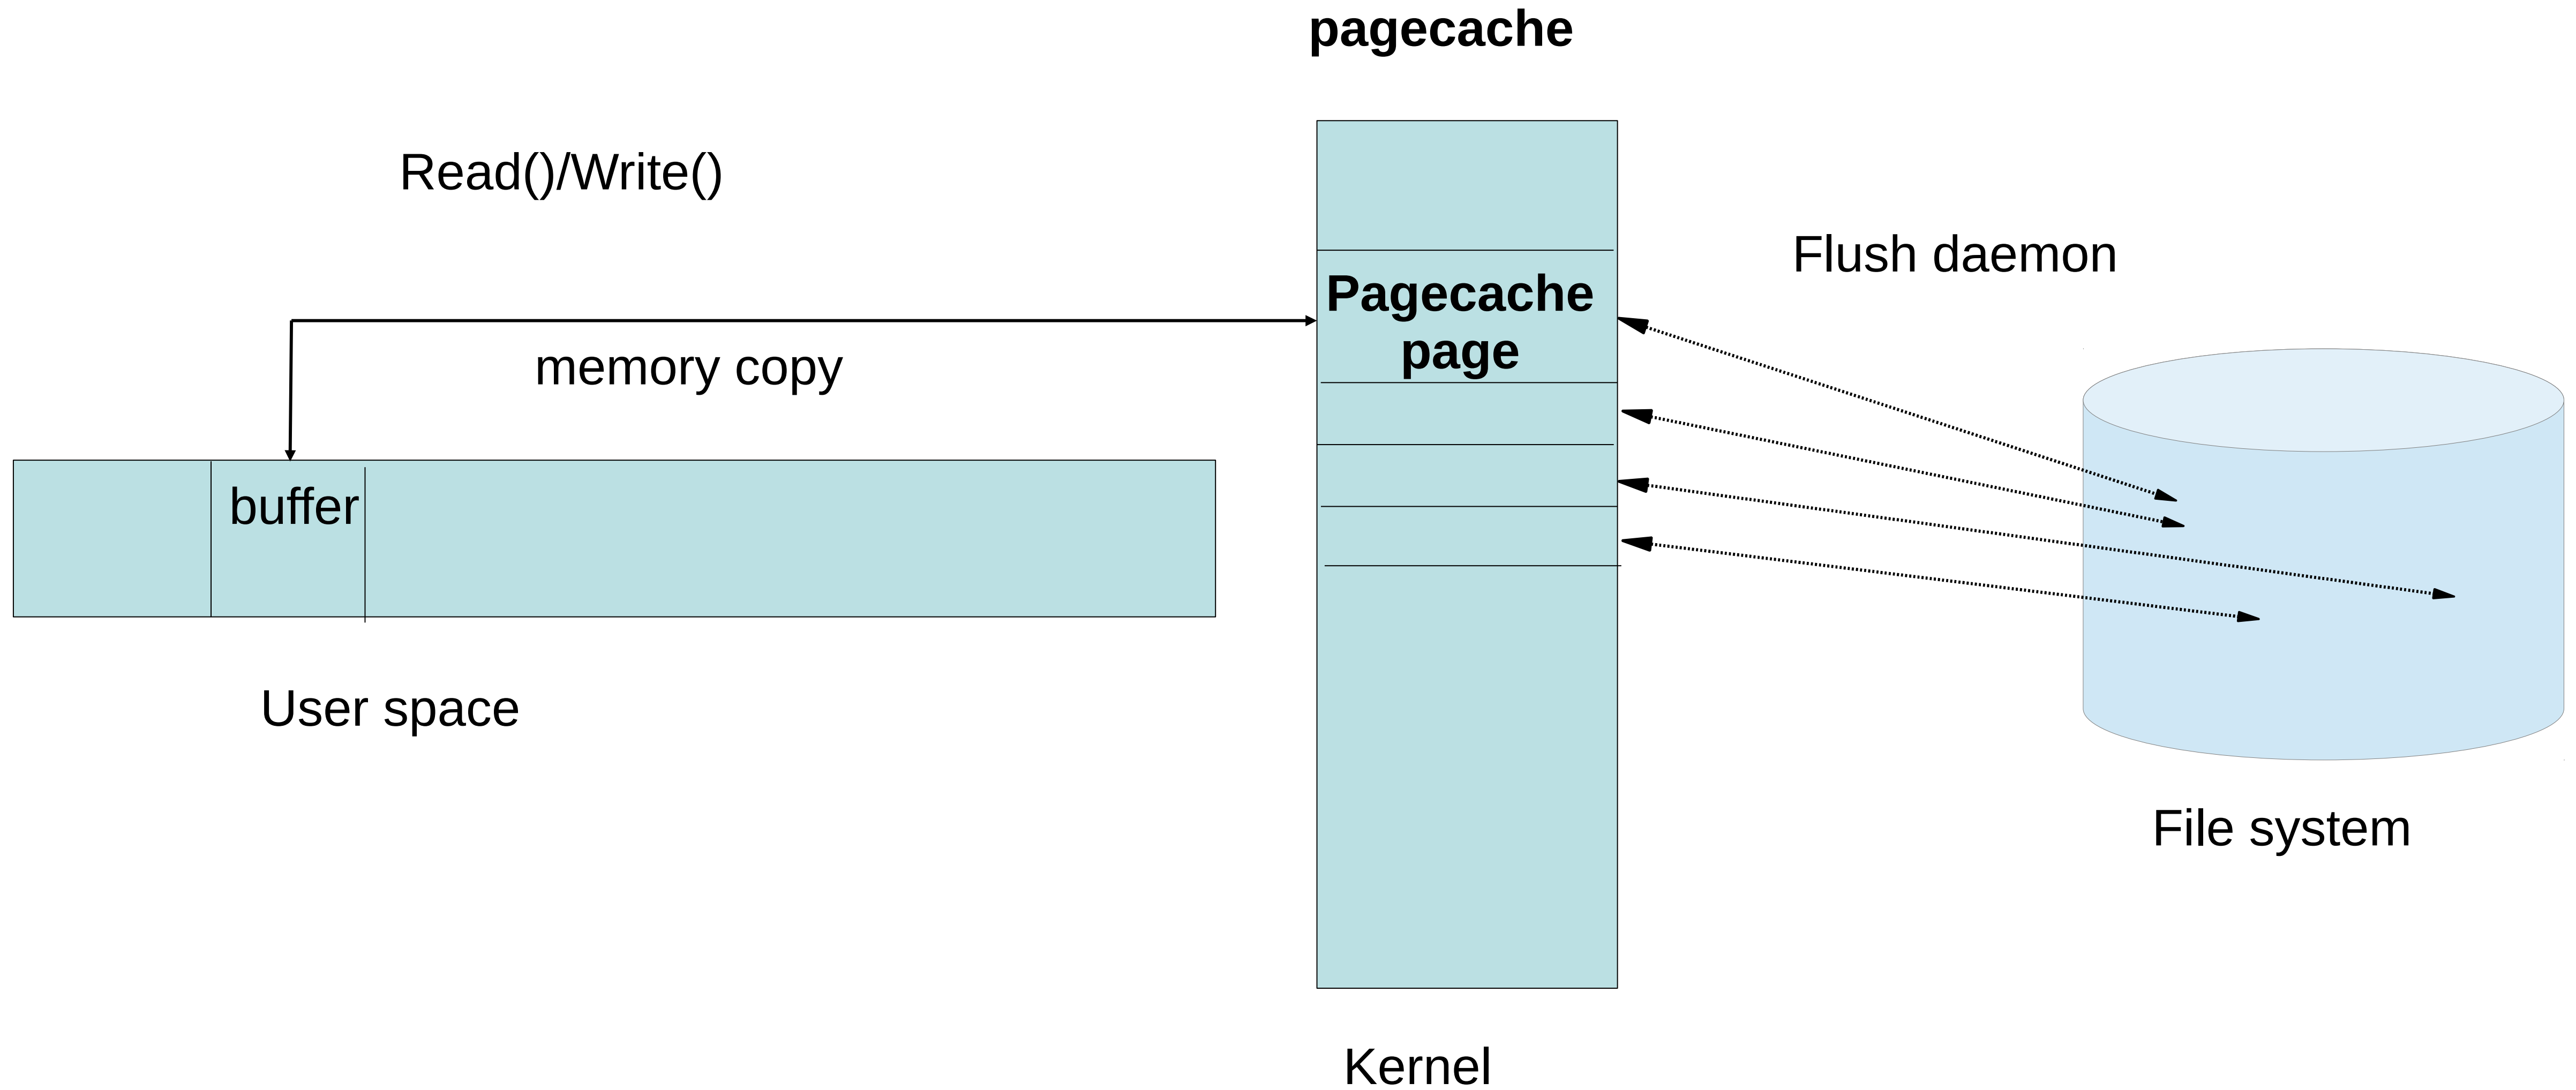 pagecache
Read()/Write()
Flush daemon
Pagecache
page
memory copy
buffer
User space
File system
Kernel